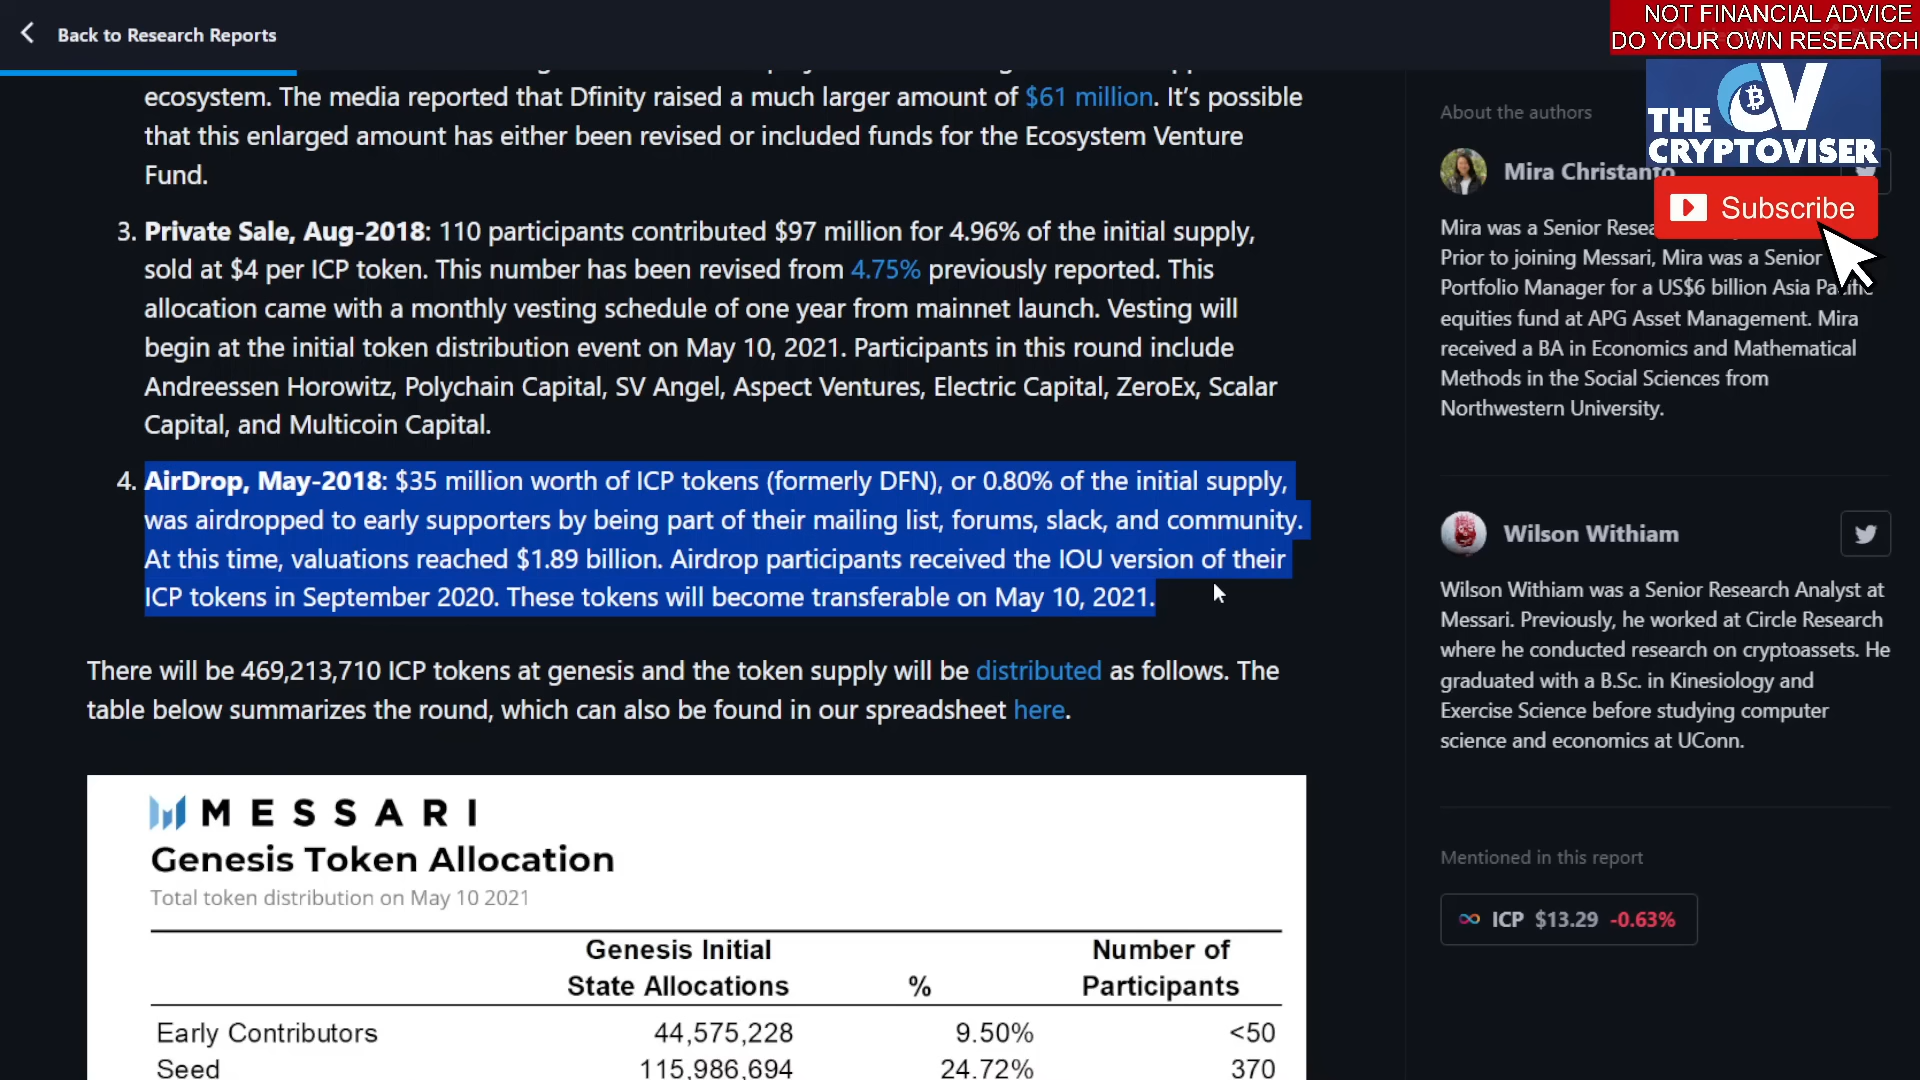 Back to Research Reports
NOT FINANCIAL ADVICE
DO YOUR OWN RESEARCH
ecosystem. The media reported that Dfinity raised a much larger amount of $61 million. It's possible
that this enlarged amount has either been revised or included funds for the Ecosystem Venture
Fund.
3. Private Sale, Aug-2018: 110 participants contributed $97 million for 4.96% of the initial supply,
sold at $4 per ICP token. This number has been revised from 4.75% previously reported. This
allocation came with a monthly vesting schedule of one year from mainnet launch. Vesting will
begin at the initial token distribution event on May 10, 2021. Participants in this round include
Andreessen Horowitz, Polychain Capital, SV Angel, Aspect Ventures, Electric Capital, ZeroEx, Scalar
Capital, and Multicoin Capital.
4. AirDrop, May-2018: $35 million worth of ICP tokens (formerly DFN), or 0.80% of the initial supply,
was airdropped to early supporters by being part of their mailing list, forums, slack, and community.
At this time, valuations reached $1.89 billion. Airdrop participants received the IOU version of their
ICP tokens in September 2020. These tokens will become transferable on May 10, 2021.
There will be 469,213,710 ICP tokens at genesis and the token supply will be distributed as follows. The
table below summarizes the round, which can also be found in our spreadsheet here.
MESSARI
Genesis Token Allocation
Total token distribution on May 10 2021
Genesis Initial Number of
State Allocations % Participants
Early Contributors 44,575,228 9.50% <50
Seed 115,986,694 24.72% 370
About the authors
THE CV
CRYPTOVISER
Subscribe
Mira Christanto
Mira was a Senior
Prior to joining Messari, Mira was a Senior
Portfolio Manager for a US$6 billion Asia Pacific
equities fund at APG Asset Management. Mira
received a BA in Economics and Mathematical
Methods in the Social Sciences from
Northwestern University.
Wilson Withiam
Wilson Withiam was a Senior Research Analyst at
Messari. Previously, he worked at Circle Research
where he conducted research on cryptoassets. He
graduated with a B.Sc. in Kinesiology and
Exercise Science before studying computer
science and economics at UConn.
Mentioned in this report
ICP $13.29 -0.63%